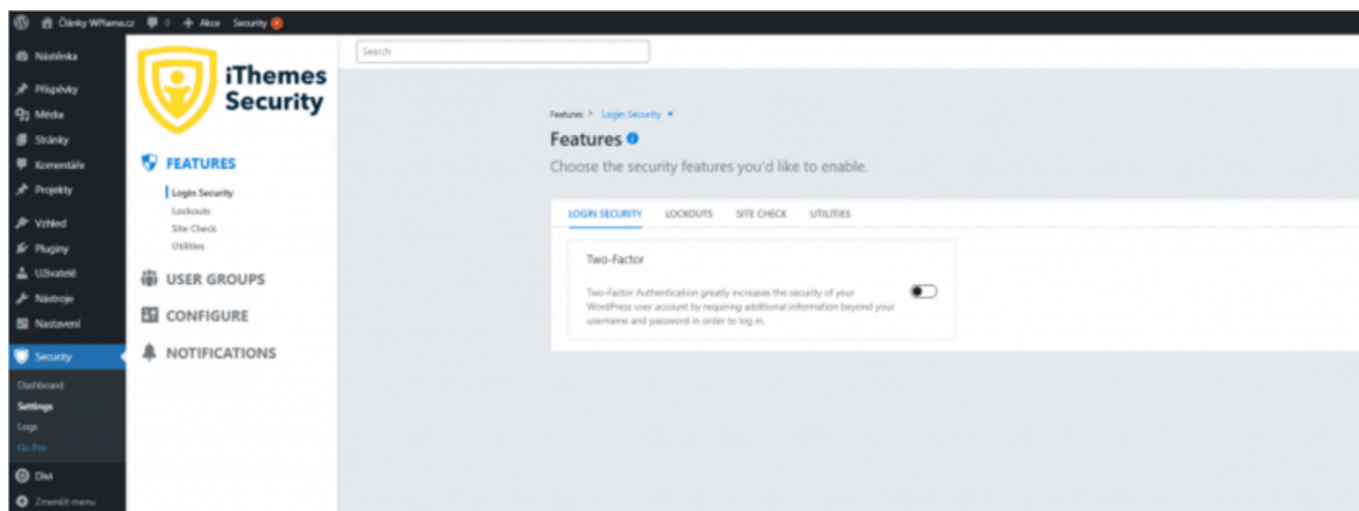 Články WPlama.cz 0 + Akce Security
Nástěnka
Příspěvky
Média
Stránky
Komentáře
Projekty
Vzhled
Pluginy
Uživatelé
Nástroje
Nastavení
Security
Dashboard
Settings
Logs
Go Pro
Divi
Zmenšit menu
iThemes
Security
FEATURES
Login Security
Lockouts
Site Check
Utilities
USER GROUPS
CONFIGURE
NOTIFICATIONS
Search
Features > Login Security
Features
Choose the security features you'd like to enable.
LOGIN SECURITY LOCKOUTS SITE CHECK UTILITIES
Two-Factor
Two-Factor Authentication greatly increases the security of your
WordPress user account by requiring additional information beyond your
username and password in order to log in.